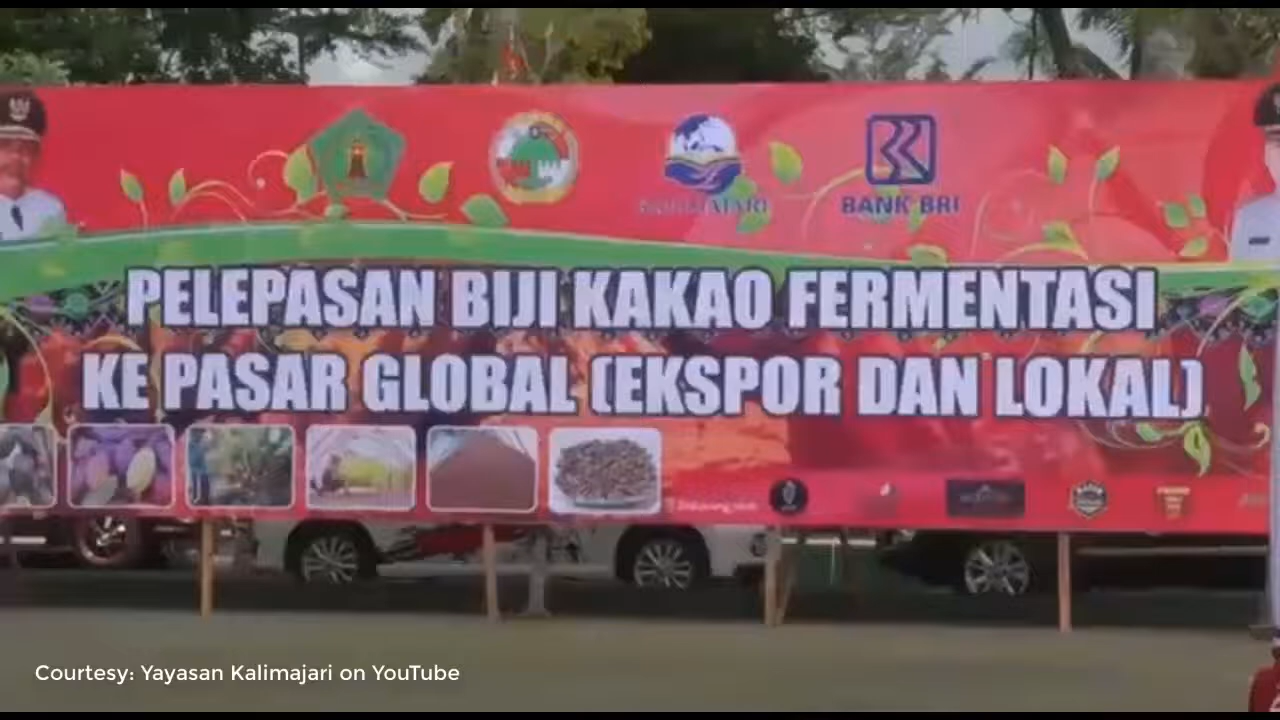 BANK BRI
PELEPASAN BIJI KAKAO FERMENTASI
KE PASAR GLOBAL (EKSPOR DAN LOKAL)
Courtesy: Yayasan Kalimajari on YouTube